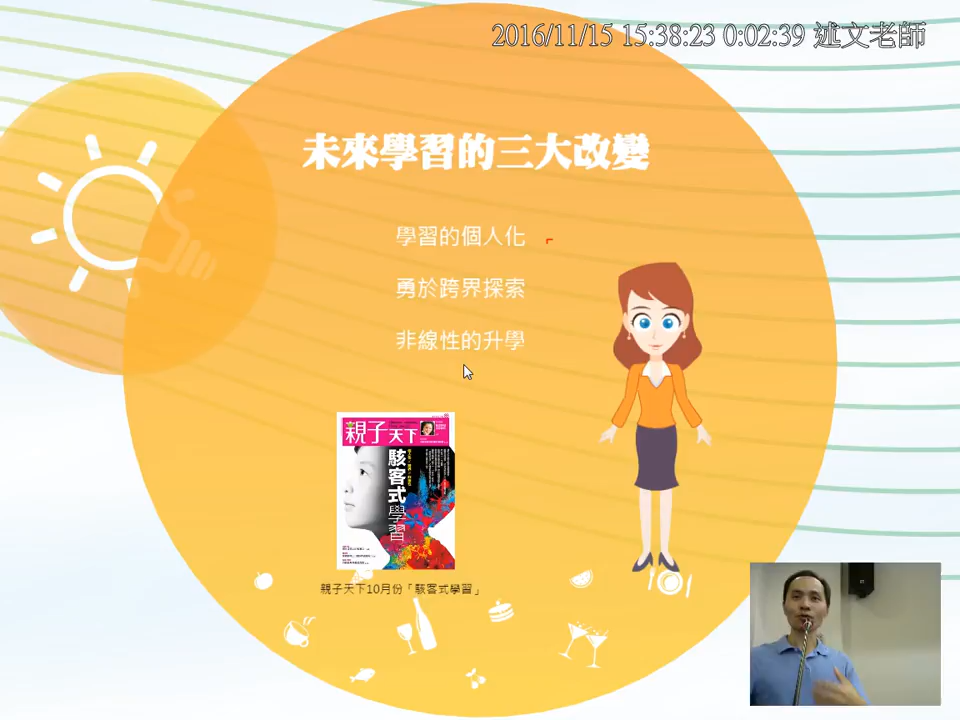 2016/11/15 15:38:23 0:02:39 述文老師
未來學習的三大改變
學習的個人化
勇於跨界探索
非線性的升學
親子天下
駭客式學習
親子天下10月份「駭客式學習」